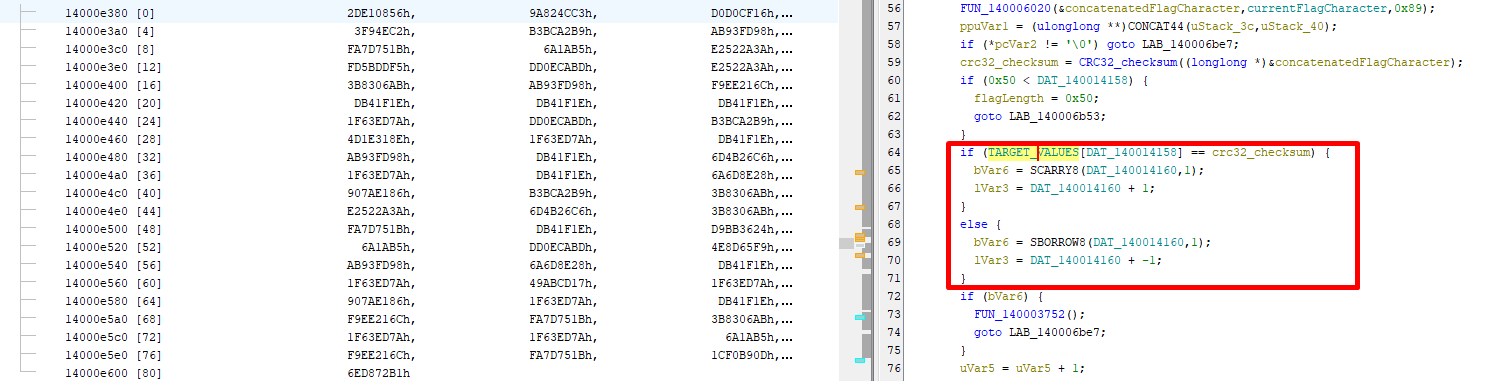 14000e380 [0] 2DE10856h, 9A824CC3h, D0D0CF16h,...
14000e3a0 [4] 3F94EC2h, B3BCA2B9h, AB93FD98h,...
14000e3c0 [8] FA7D751Bh, 6A1AB5h, E2522A3Ah,...
14000e3e0 [12] FD5BDDF5h, DD0ECABDh, E2522A3Ah,...
14000e400 [16] 3B8306ABh, AB93FD98h, F9EE216Ch,...
14000e420 [20] DB41F1Eh, DB41F1Eh, DB41F1Eh,...
14000e440 [24] 1F63ED7Ah, DD0ECABDh, B3BCA2B9h,...
14000e460 [28] 4D1E318Eh, 1F63ED7Ah, DB41F1Eh,...
14000e480 [32] AB93FD98h, DB41F1Eh, 6D4B26C6h,...
14000e4a0 [36] 1F63ED7Ah, DB41F1Eh, 6A6D8E28h,...
14000e4c0 [40] 907AE186h, B3BCA2B9h, 3B8306ABh,...
14000e4e0 [44] E2522A3Ah, 6D4B26C6h, 3B8306ABh,...
14000e500 [48] FA7D751Bh, DB41F1Eh, D9BB3624h,...
14000e520 [52] 6A1AB5h, DD0ECABDh, 4E8D65F9h,...
14000e540 [56] AB93FD98h, 6A6D8E28h, DB41F1Eh,...
14000e560 [60] 1F63ED7Ah, 49ABCD17h, 1F63ED7Ah,...
14000e580 [64] 907AE186h, 1F63ED7Ah, DB41F1Eh,...
14000e5a0 [68] F9EE216Ch, FA7D751Bh, 3B8306ABh,...
14000e5c0 [72] 1F63ED7Ah, 1F63ED7Ah, 6A1AB5h,...
14000e5e0 [76] F9EE216Ch, FA7D751Bh, 1CF0B90Dh,...
14000e600 [80] 6ED872B1h
56 FUN_140006020(&concatenatedFlagCharacter,currentFlagCharacter,0x89);
57 ppuVar1 = (ulonglong **)CONCAT44(uStack_3c,uStack_40);
58 if (*pcVar2 != '\0') goto LAB_140006be7;
59 crc32_checksum = CRC32_checksum((longlong *)&concatenatedFlagCharacter);
60 if (0x50 < DAT_140014158) {
61 flagLength = 0x50;
62 goto LAB_140006b53;
63 }
64 if (TARGET_VALUES[DAT_140014158] == crc32_checksum) {
65 bVar6 = SCARRY8(DAT_140014160,1);
66 lVar3 = DAT_140014160 + 1;
67 }
68 else {
69 bVar6 = SBORROW8(DAT_140014160,1);
70 lVar3 = DAT_140014160 + -1;
71 }
72 if (bVar6) {
73 FUN_140003752();
74 goto LAB_140006be7;
75 }
76 uVar5 = uVar5 + 1;